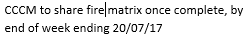 CCCM to share fire matrix once complete, by
end of week ending 20/07/17